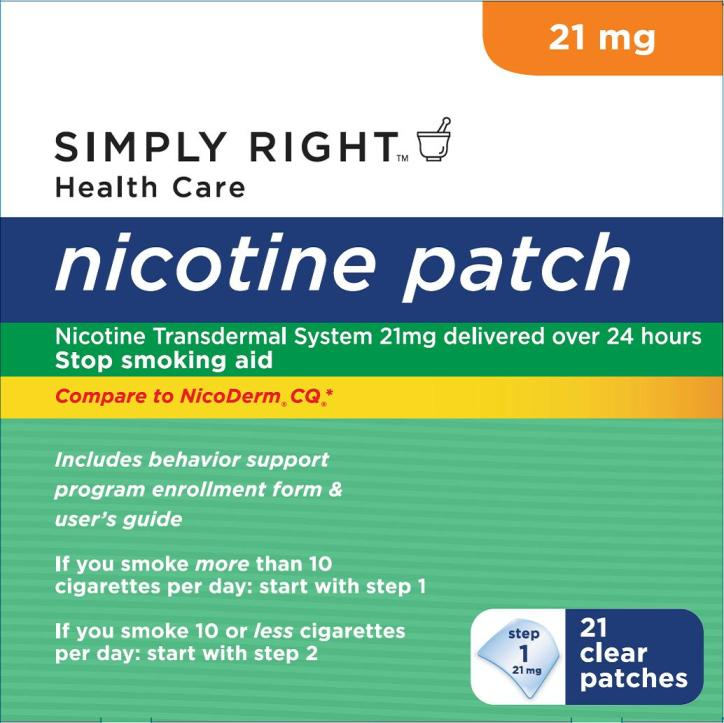 21 mg
SIMPLY RIGHT™
Health Care
nicotine patch
Nicotine Transdermal System 21mg delivered over 24 hours
Stop smoking aid
Compare to NicoDerm® CQ®*
Includes behavior support
program enrollment form &
user's guide
If you smoke more than 10
cigarettes per day: start with step 1
If you smoke 10 or less cigarettes
per day: start with step 2
step
1
21 mg
21
clear
patches